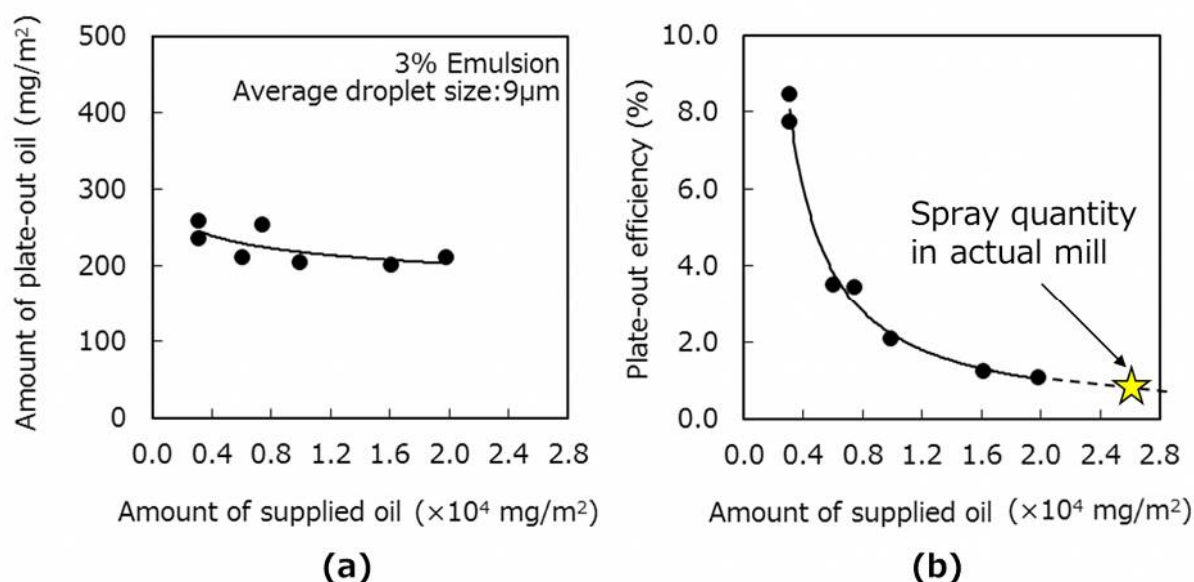 Amount of plate-out oil (mg/m²)
500
400
300
200
100
0
3% Emulsion
Average droplet size:9μm
0.0 0.4 0.8 1.2 1.6 2.0 2.8
Amount of supplied oil (×10⁴ mg/m²)
(a)
Plate-out efficiency (%)
10.0
8.0
6.0
4.0
2.0
0.0
Spray quantity
in actual mill
0.0 0.4 0.8 1.2 1.6 2.0 2.4 2.8
Amount of supplied oil (×10⁴ mg/m²)
(b)